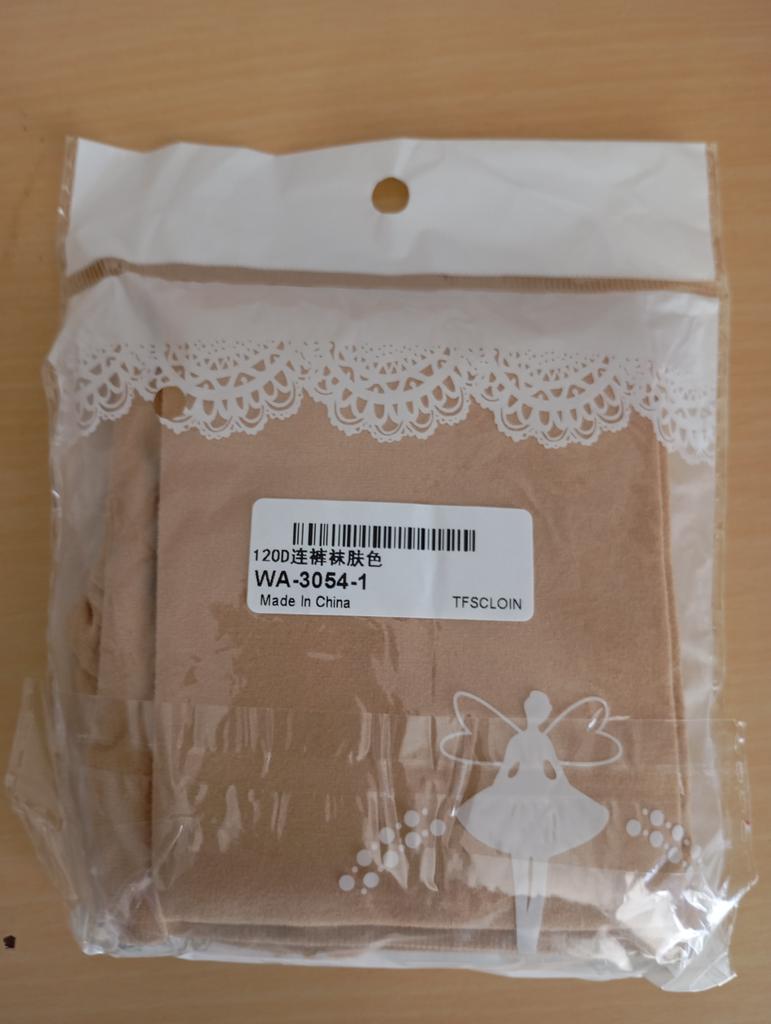 120D连裤袜肤色
WA-3054-1
Made In China
TFSCLOIN